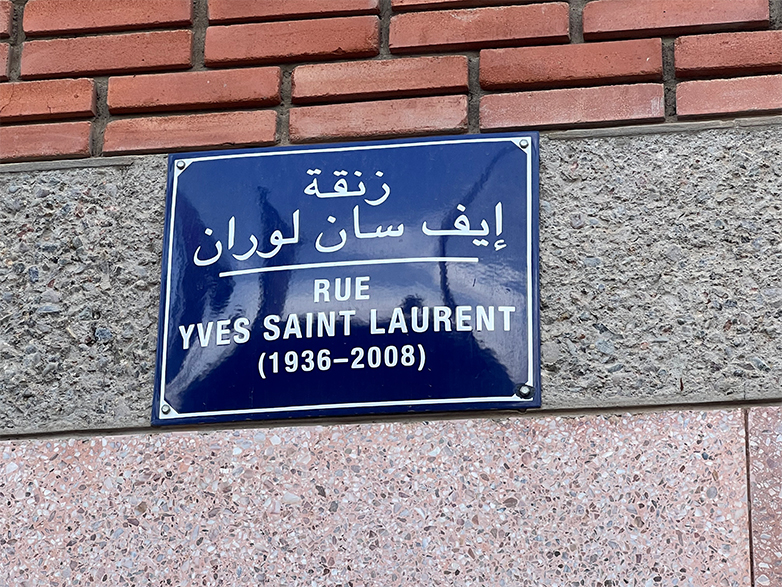 زنقة
إيف سان لوران
RUE
YVES SAINT LAURENT
(1936–2008)